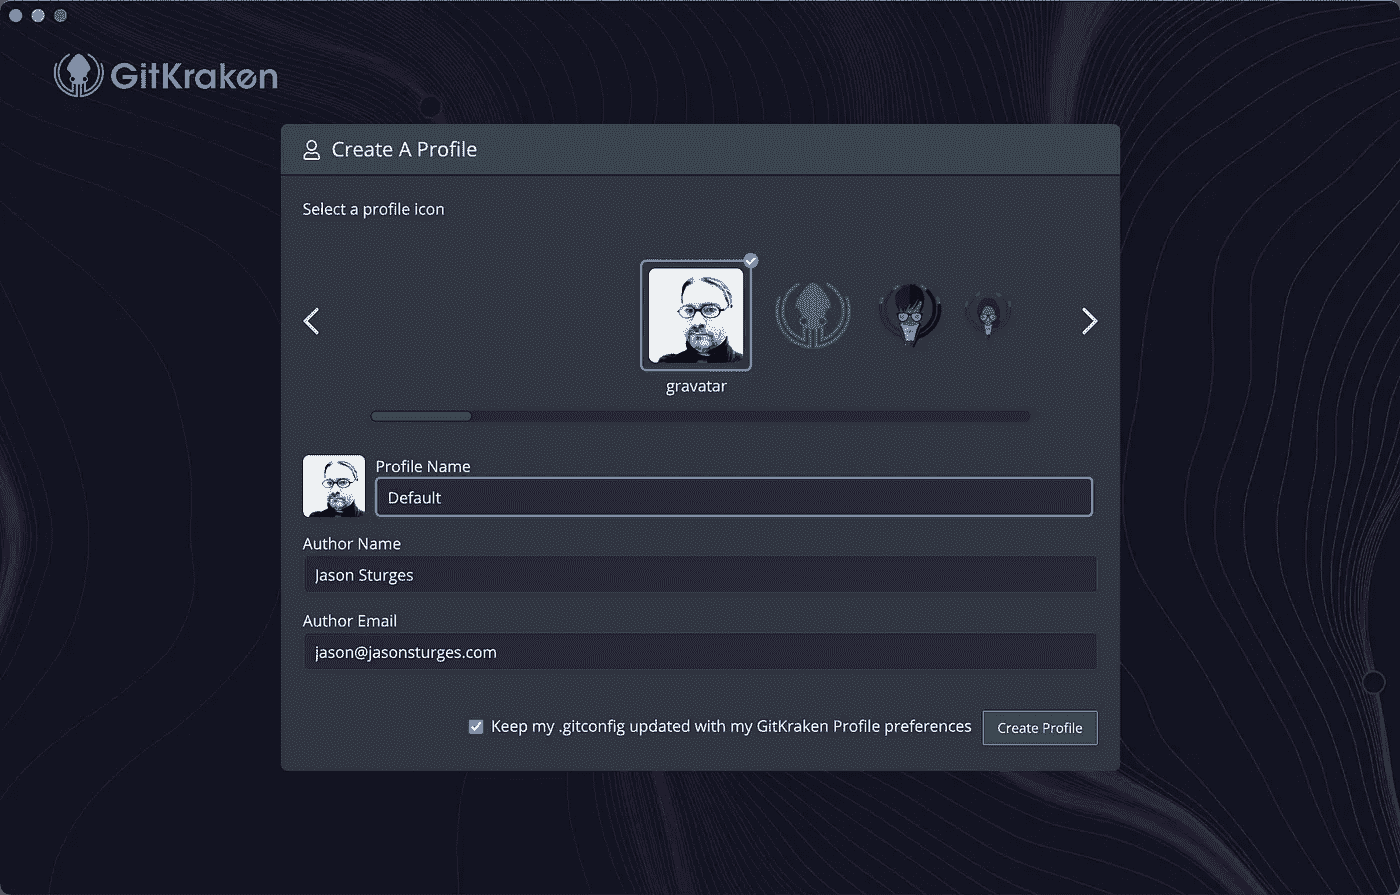 GitKraken
Create A Profile
Select a profile icon
gravatar
Profile Name
Default
Author Name
Jason Sturges
Author Email
jason@jasonsturges.com
Keep my .gitconfig updated with my GitKraken Profile preferences
Create Profile